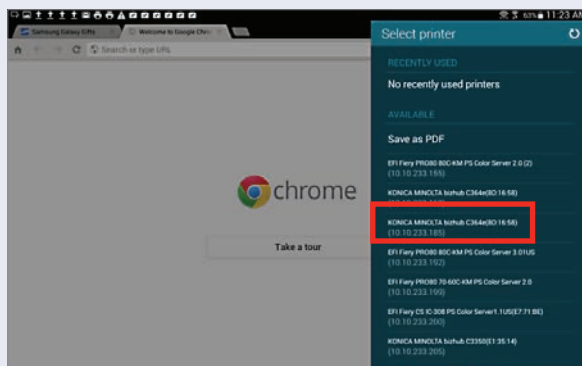 63% 11:23 AM
Samsung Galaxy Gifts
Welcome to Google Chro
Search or type URL
chrome
Take a tour
Select printer
RECENTLY USED
No recently used printers
AVAILABLE
Save as PDF
EFI Fiery PRO80 80C-KM PS Color Server 2.0 (2)
(10.10.233.155)
KONICA MINOLTA bizhub C364e(8D:16:58)
KONICA MINOLTA bizhub C364e(8D:16:58)
(10.10.233.185)
EFI Fiery PRO80 80C-KM PS Color Server 3.01US
(10.10.233.192)
EFI Fiery PRO80 70-60C-KM PS Color Server 2.0
(10.10.233.199)
EFI Fiery CS IC-308 PS Color Server1.1US(E7:71:BE)
(10.10.233.200)
KONICA MINOLTA bizhub C3350(E1:35:14)
(10.10.233.205)